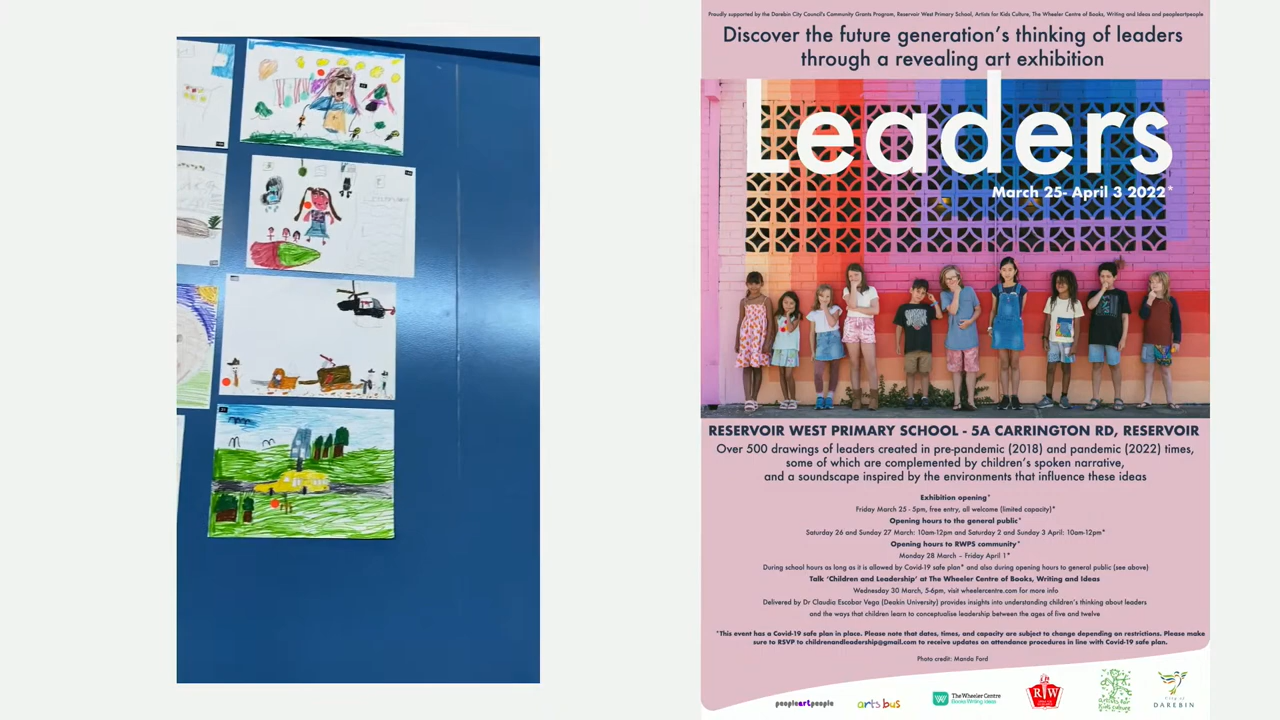 Proudly supported by the Darebin City Council's Community Grants Program, Reservoir West Primary School, Artists for Kids Culture, The Wheeler Centre of Books, Writing and Ideas and peopleartpeople
Discover the future generation's thinking of leaders
through a revealing art exhibition
Leaders
March 25- April 3 2022*
RESERVOIR WEST PRIMARY SCHOOL - 5A CARRINGTON RD, RESERVOIR
Over 500 drawings of leaders created in pre-pandemic (2018) and pandemic (2022) times,
some of which are complemented by children's spoken narrative,
and a soundscape inspired by the environments that influence these ideas
Exhibition opening*
Friday March 25 - 5pm, free entry, all welcome (limited capacity)*
Opening hours to the general public*
Saturday 26 and Sunday 27 March: 10am-12pm and Saturday 2 and Sunday 3 April: 10am-12pm*
Opening hours to RWPS community*
Monday 28 March – Friday April 1*
During school hours as long as it is allowed by Covid-19 safe plan* and also during opening hours to general public (see above)
Talk 'Children and Leadership' at The Wheeler Centre of Books, Writing and Ideas
Wednesday 30 March, 5-6pm, visit wheelercentre.com for more info
Delivered by Dr Claudia Escobar Vega (Deakin University) provides insights into understanding children's thinking about leaders
and the ways that children learn to conceptualise leadership between the ages of five and twelve
*This event has a Covid-19 safe plan in place. Please note that dates, times, and capacity are subject to change depending on restrictions. Please make
sure to RSVP to childrenandleadership@gmail.com to receive updates on attendance procedures in line with Covid-19 safe plan.
Photo credit: Manda Ford
peopleartpeople
arts bus
The Wheeler Centre
Books Writing Ideas
RW
Artists for Kids Culture
City of
DAREBIN